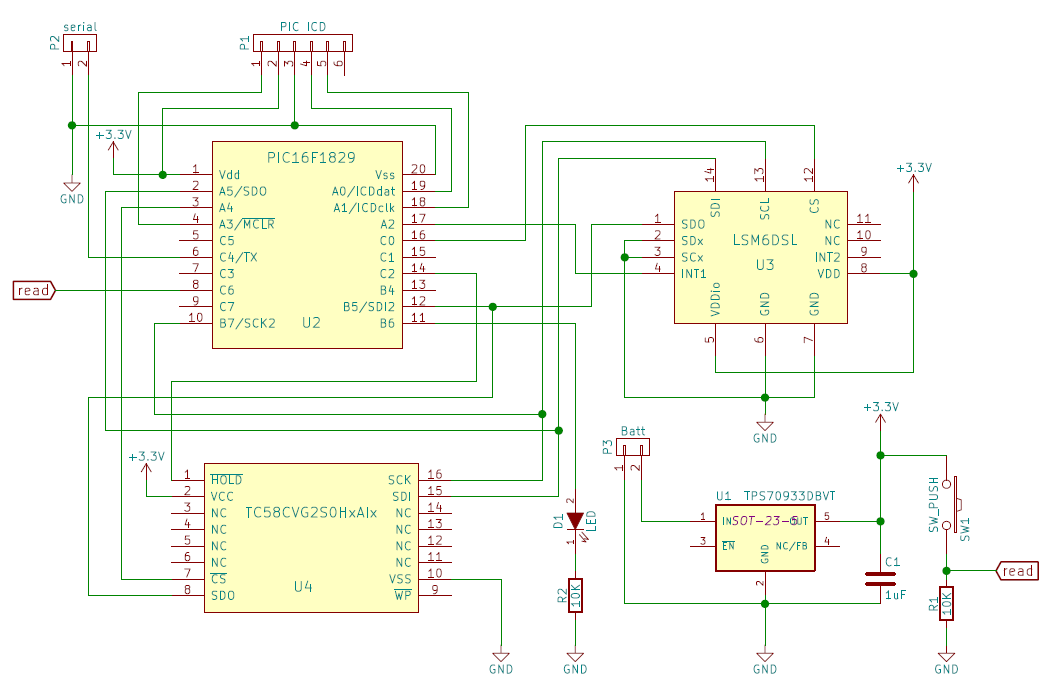 serial
P2
1
2
PIC ICD
P1
1
2
3
4
5
6
+3.3V
GND
PIC16F1829
1 Vdd
2 A5/SDO
3 A4
4 A3/MCLR
5 C5
6 C4/TX
7 C3
8 C6
9 C7
10 B7/SCK2
Vss 20
A0/ICDdat 19
A1/ICDclk 18
A2 17
C0 16
C1 15
C2 14
B4 13
B5/SDI2 12
B6 11
U2
read
14 SDI
13 SCL
12 CS
1 SDO
2 SDx
3 SCx
4 INT1
LSM6DSL
U3
NC 11
NC 10
INT2 9
VDD 8
VDDio 5
GND 6
GND 7
+3.3V
GND
+3.3V
1 HOLD
2 VCC
3 NC
4 NC
5 NC
6 NC
7 CS
8 SDO
TC58CVG2S0HxAIx
U4
SCK 16
SDI 15
NC 14
NC 13
NC 12
NC 11
VSS 10
WP 9
GND
D1
2
1
LED
R2
10K
GND
Batt
P3
1
2
U1 TPS70933DBVT
1 IN
SOT-23-5
OUT 5
3 EN
NC/FB 4
GND
2
GND
+3.3V
C1
1uF
SW_PUSH
SW1
read
R1
10K
GND